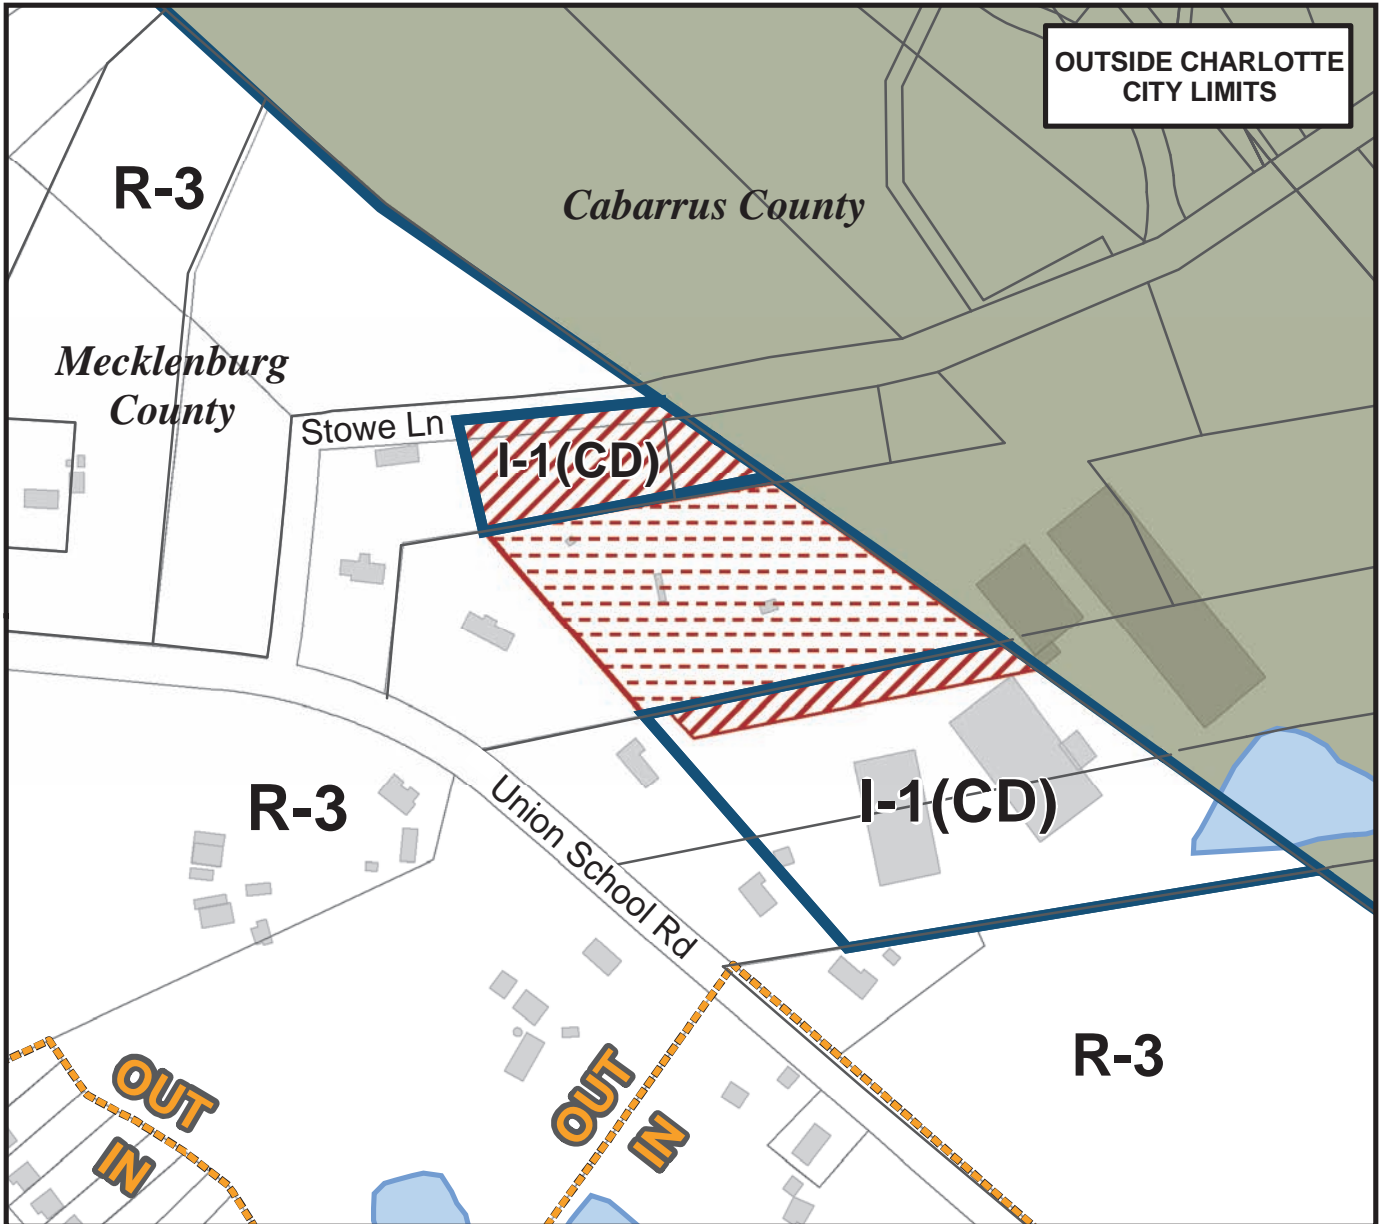 OUTSIDE CHARLOTTE
CITY LIMITS
R-3
Cabarrus County
Mecklenburg
County
Stowe Ln
I-1(CD)
R-3
Union School Rd
I-1(CD)
R-3
OUT
IN
OUT
IN